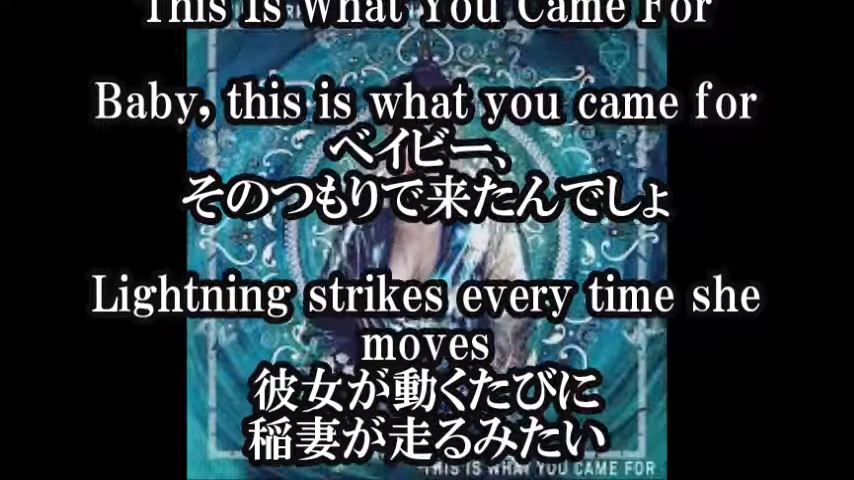 This Is What You Came For
Baby, this is what you came for
ベイビー、
そのつもりで来たんでしょ
Lightning strikes every time she
moves
彼女が動くたびに
稲妻が走るみたい
THIS IS WHAT YOU CAME FOR